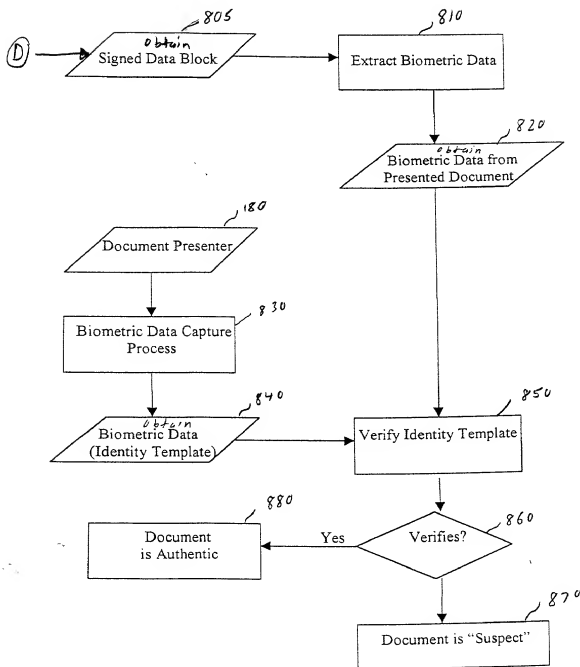 805
810
D
obtain
Signed Data Block
Extract Biometric Data
820
obtain
Biometric Data from
Presented Document
180
Document Presenter
830
Biometric Data Capture
Process
840
obtain
Biometric Data
(Identity Template)
850
Verify Identity Template
880
Document
is Authentic
Yes
Verifies?
860
870
Document is "Suspect"